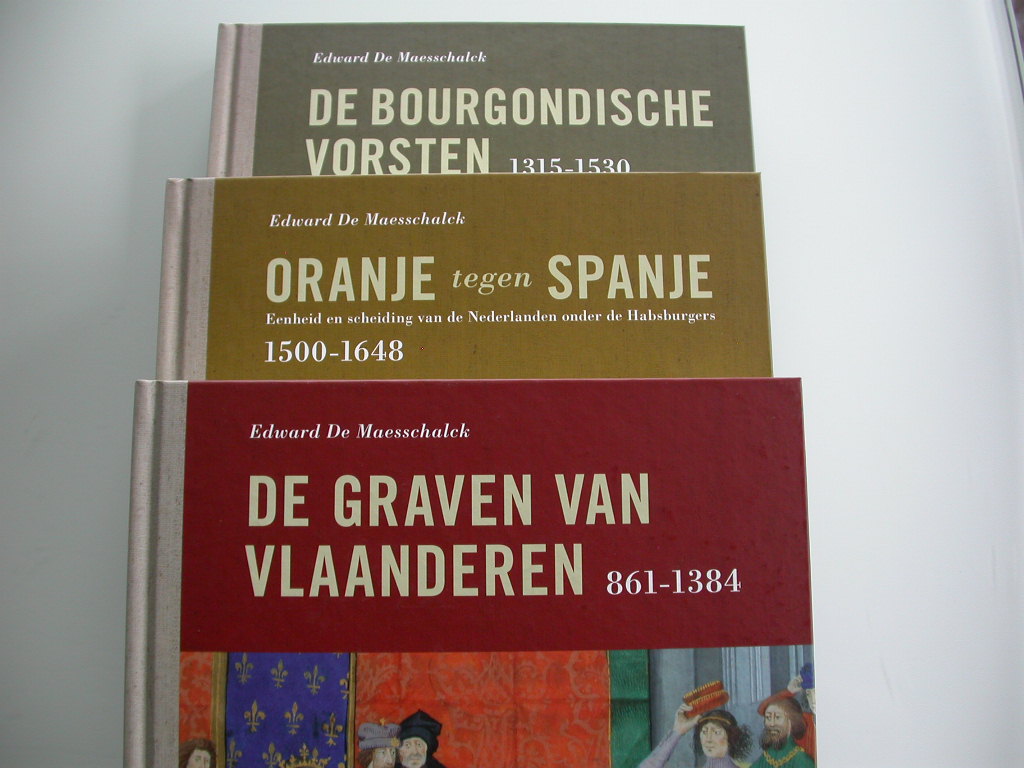 Edward De Maesschalck
DE BOURGONDISCHE
VORSTEN 1315-1530
Edward De Maesschalck
ORANJE tegen SPANJE
Eenheid en scheiding van de Nederlanden onder de Habsburgers
1500-1648
Edward De Maesschalck
DE GRAVEN VAN
VLAANDEREN 861-1384